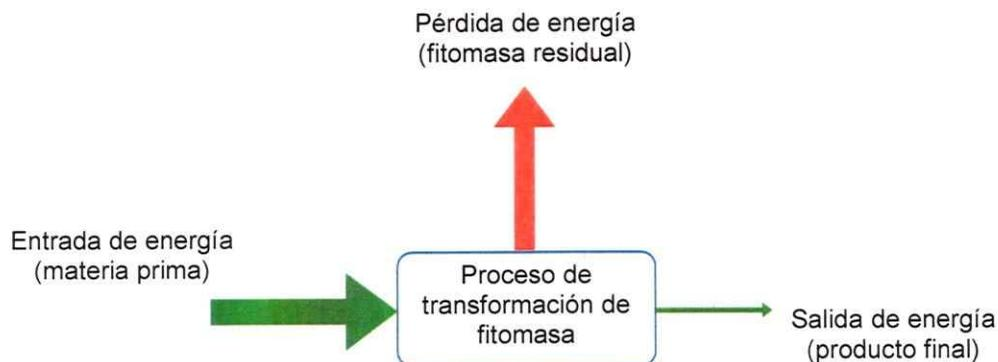 Pérdida de energía
(fitomasa residual)
Entrada de energía
(materia prima)
Proceso de
transformación de
fitomasa
Salida de energía
(producto final)